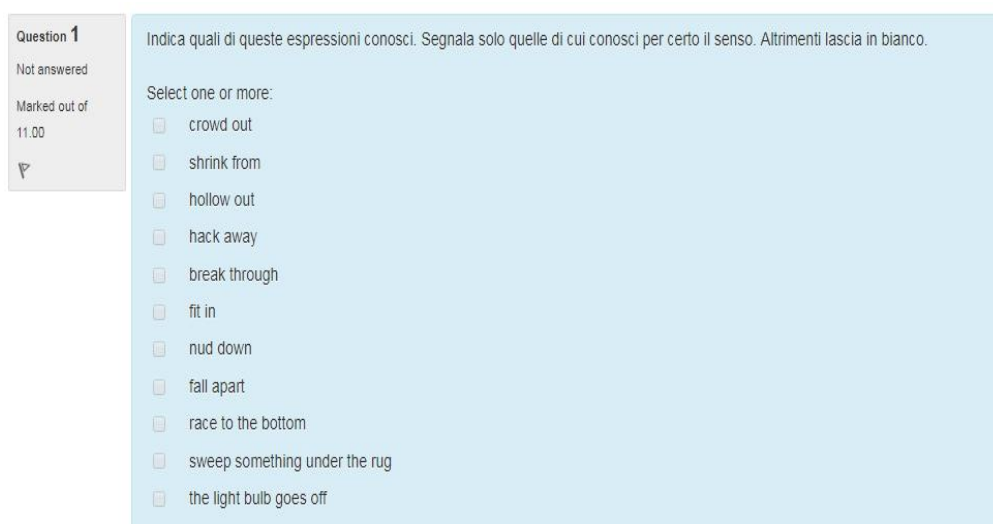 Question 1
Not answered
Marked out of
11.00
Indica quali di queste espressioni conosci. Segnala solo quelle di cui conosci per certo il senso. Altrimenti lascia in bianco.
Select one or more:
crowd out
shrink from
hollow out
hack away
break through
fit in
nud down
fall apart
race to the bottom
sweep something under the rug
the light bulb goes off